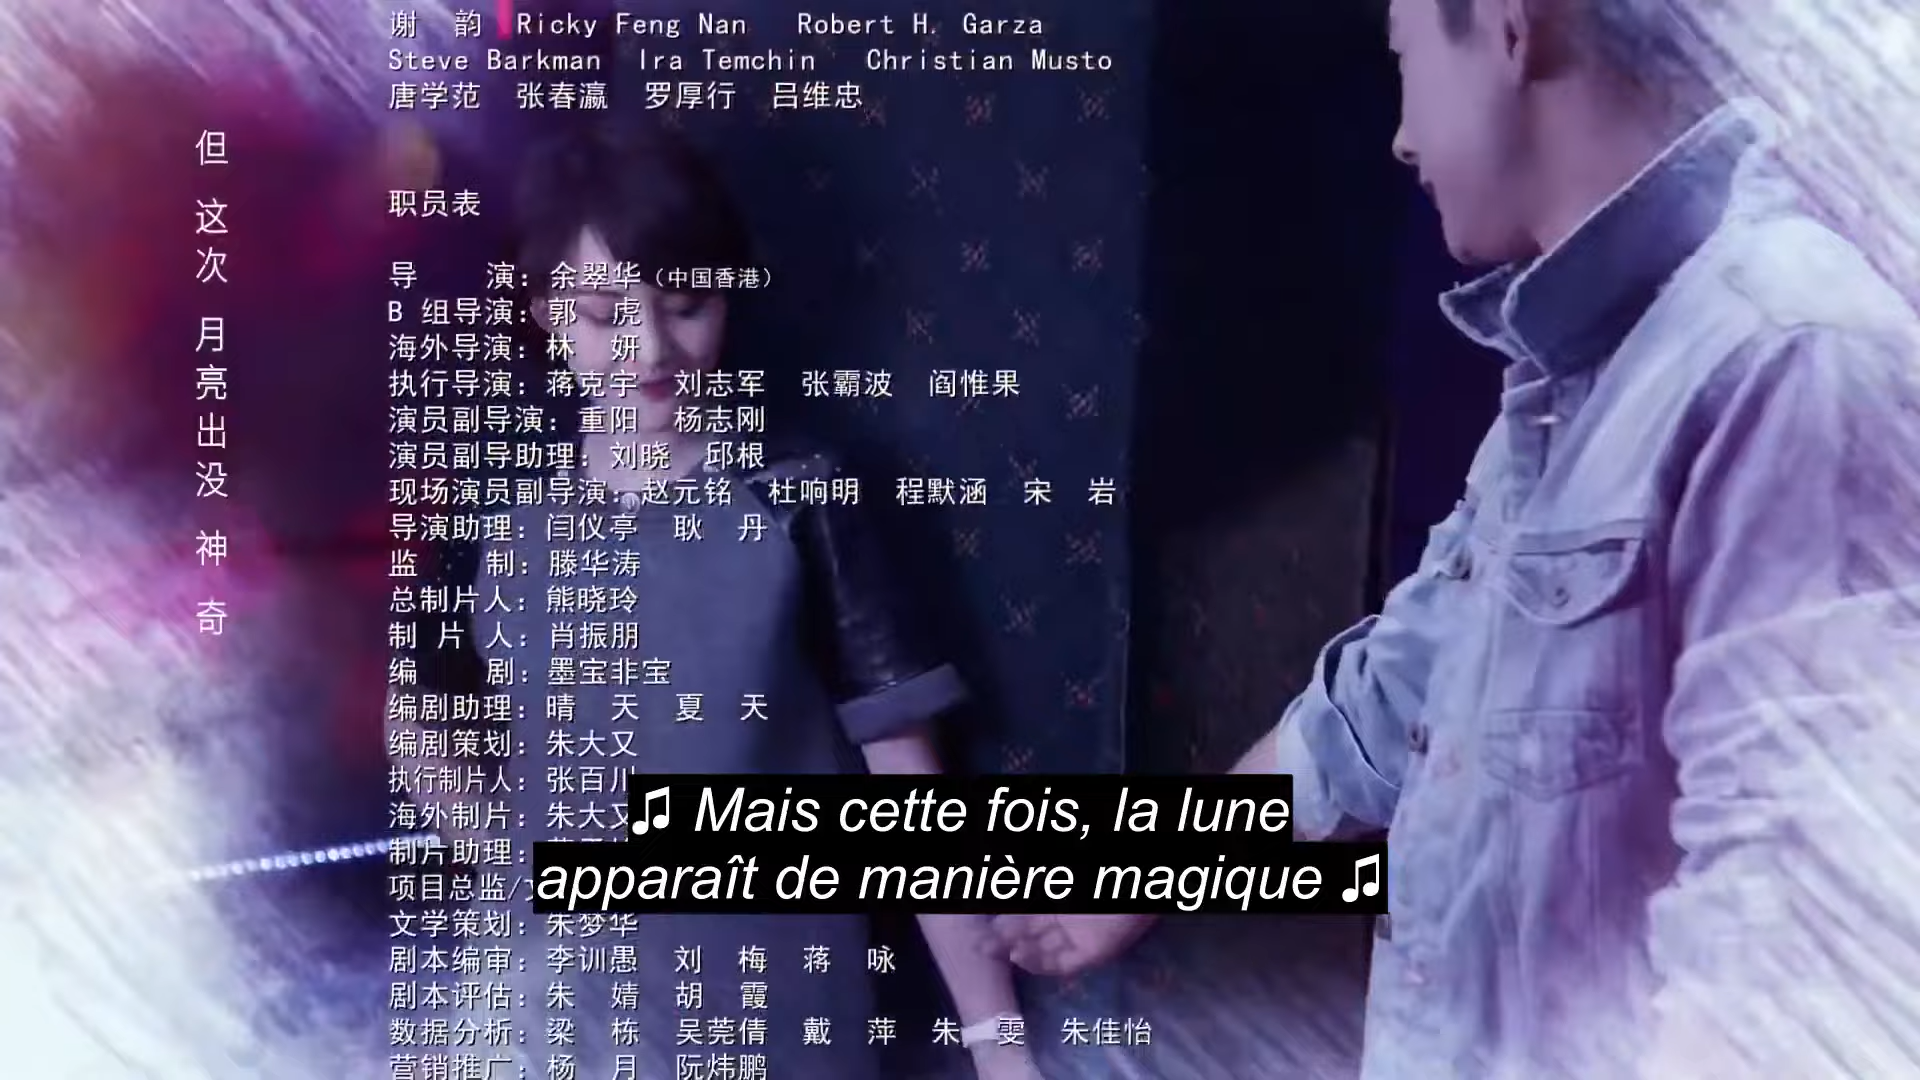 谢 韵 Ricky Feng Nan Robert H. Garza
Steve Barkman Ira Temchin Christian Musto
唐学范 张春瀛 罗厚行 吕维忠
但 这次 月亮出没 神 奇
职员表
导 演：余翠华（中国香港）
B 组导演：郭 虎
海外导演：林 妍
执行导演：蒋克宇 刘志军 张霸波 阎惟果
演员副导演：重阳 杨志刚
演员副导助理：刘晓 邱根
现场演员副导演：赵元铭 杜响明 程默涵 宋 岩
导演助理：闫仪亭 耿 丹
监 制：滕华涛
总制片人：熊晓玲
制 片 人：肖振朋
编 剧：墨宝非宝
编剧助理：晴 天 夏 天
编剧策划：朱大又
执行制片人：张百川
海外制片：朱大又
制片助理：
项目总监/
文学策划：朱梦华
剧本编审：李训愚 刘 梅 蒋 咏
剧本评估：朱 婧 胡 霞
数据分析：梁 栋 吴莞倩 戴 萍 朱 雯 朱佳怡
营销推广：杨 月 阮炜鹏
♫ Mais cette fois, la lune
apparaît de manière magique ♫